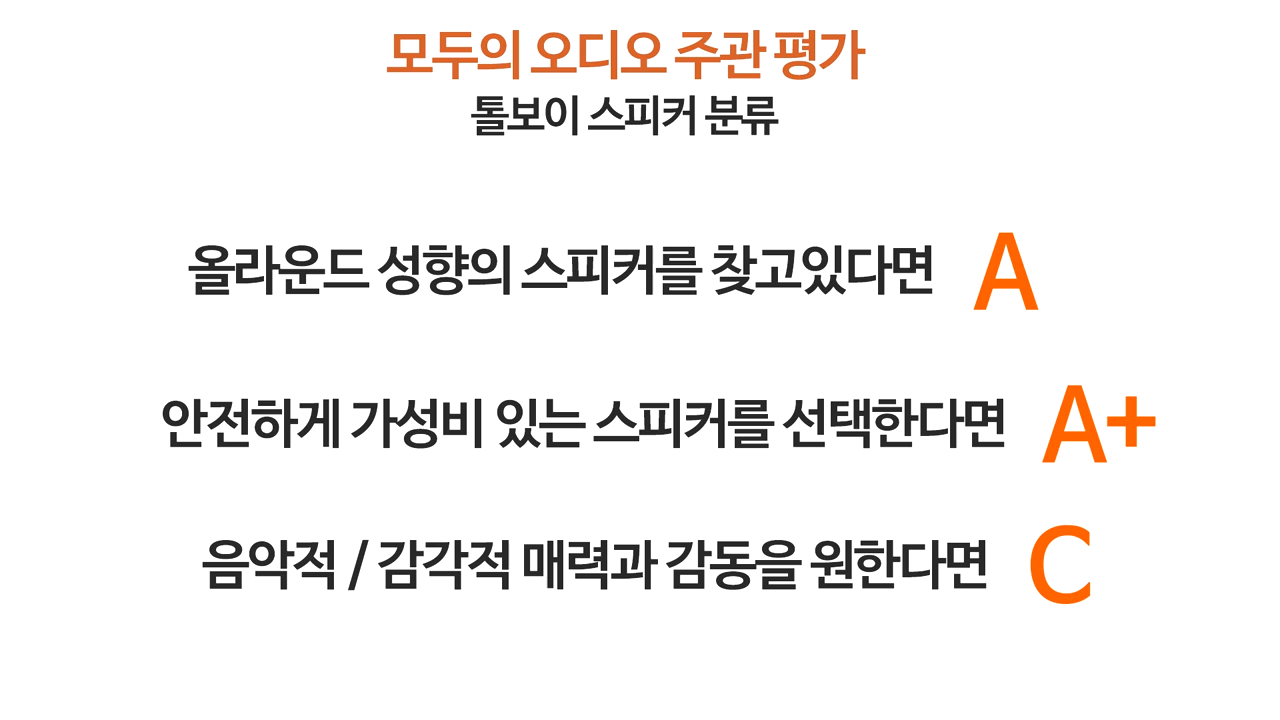 모두의 오디오 주관 평가
톨보이 스피커 분류
올라운드 성향의 스피커를 찾고있다면 A
안전하게 가성비 있는 스피커를 선택한다면 A+
음악적 / 감각적 매력과 감동을 원한다면 C